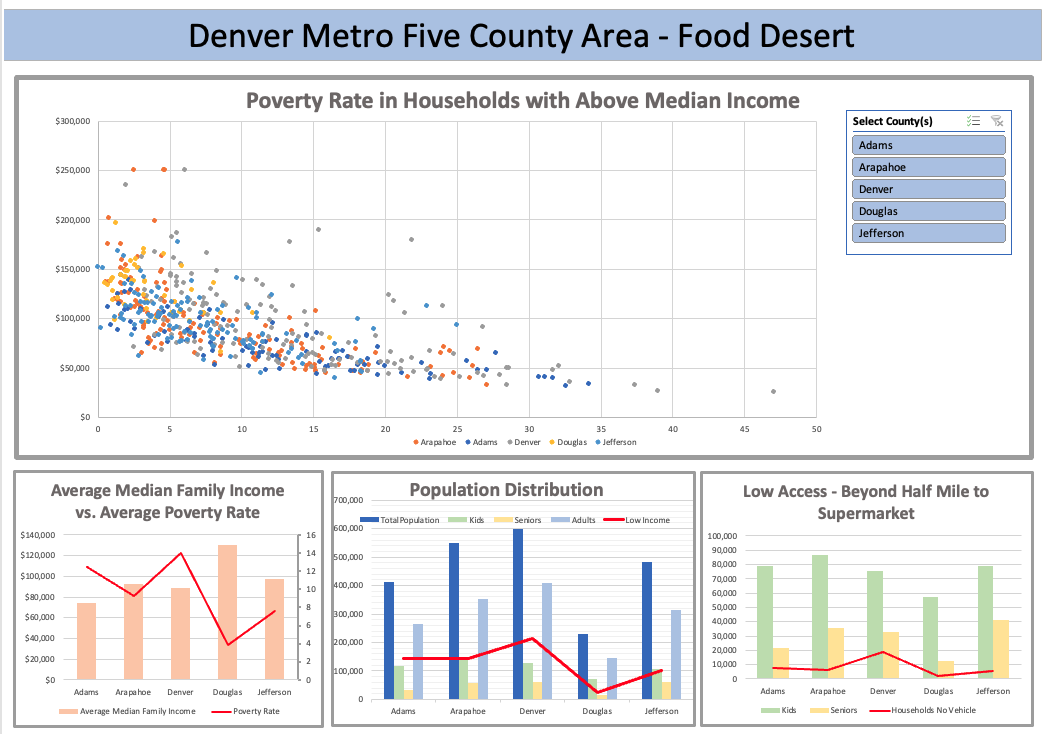 Denver Metro Five County Area - Food Desert
Poverty Rate in Households with Above Median Income
$300,000
$250,000
$200,000
$150,000
$100,000
$50,000
$0
0 5 10 15 20 25 30 35 40 45 50
Arapahoe Adams Denver Douglas Jefferson
Select County(s)
Adams
Arapahoe
Denver
Douglas
Jefferson
Average Median Family Income
vs. Average Poverty Rate
$140,000 16
$120,000 14
$100,000 12
$80,000 10
$60,000 8
$40,000 6
$20,000 4
$0 2
0
Adams Arapahoe Denver Douglas Jefferson
Average Median Family Income Poverty Rate
Population Distribution
700,000
Total Population Kids Seniors Adults Low Income
600,000
500,000
400,000
300,000
200,000
100,000
0
Adams Arapahoe Denver Douglas Jefferson
Low Access - Beyond Half Mile to
Supermarket
100,000
90,000
80,000
70,000
60,000
50,000
40,000
30,000
20,000
10,000
0
Adams Arapahoe Denver Douglas Jefferson
Kids Seniors Households No Vehicle